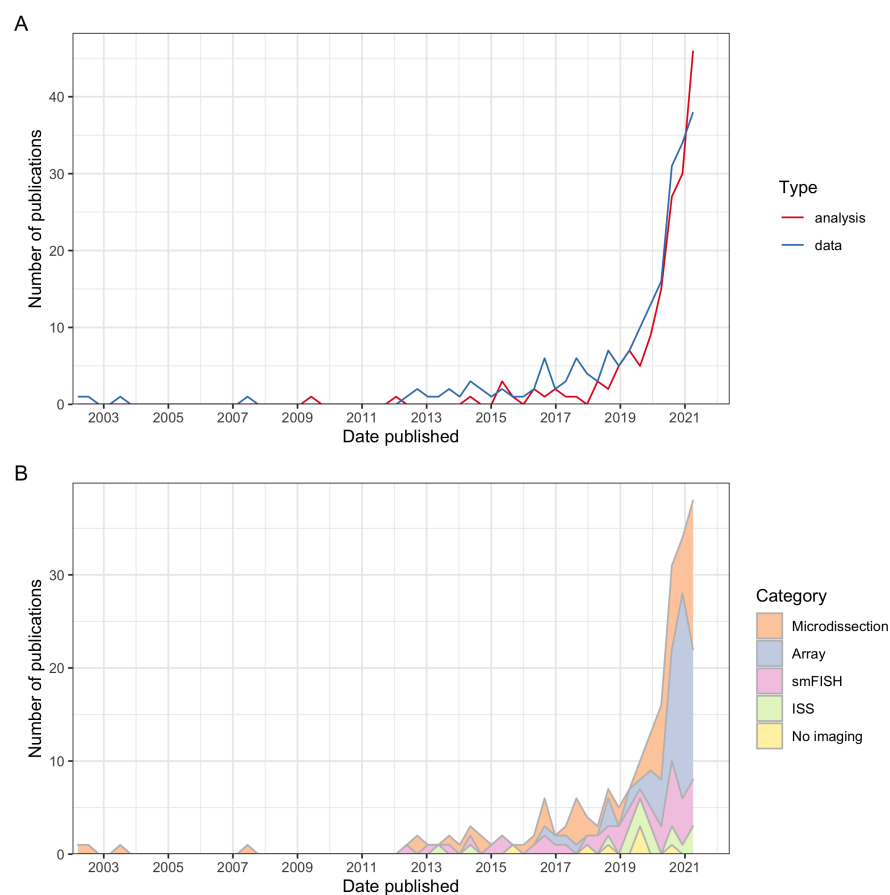 A
Number of publications
40
30
20
10
0
2003 2005 2007 2009 2011 2013 2015 2017 2019 2021
Date published
Type
analysis
data
B
Number of publications
30
20
10
0
2003 2005 2007 2009 2011 2013 2015 2017 2019 2021
Date published
Category
Microdissection
Array
smFISH
ISS
No imaging